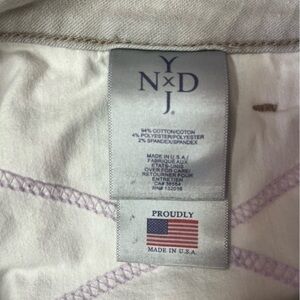 Y
N×D
J®
94% COTTON/COTON
4% POLYESTER/POLYESTER
2% SPANDEX/SPANDEX
MADE IN U.S.A./
FABRIQUE AUX
ETATS-UNIS
OVER FOR CARE/
RETOURNER POUR
ENTRETIEN
PROUDLY
MADE IN U.S.A.